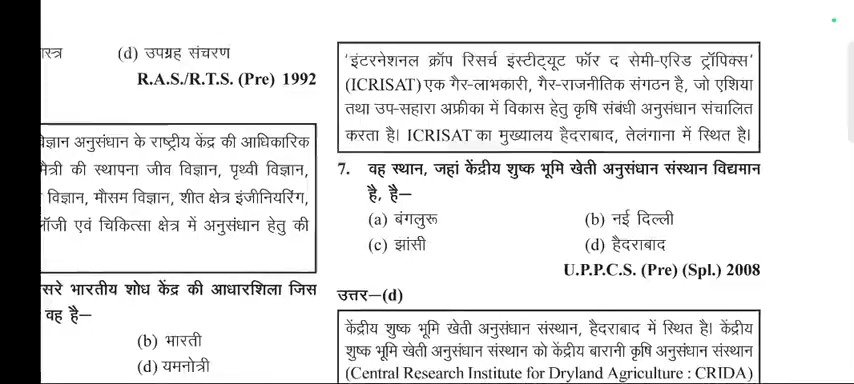 (d) उपग्रह संचरण
R.A.S./R.T.S. (Pre) 1992
अनुसंधान के राष्ट्रीय केंद्र की आधिकारिक
की स्थापना जीव विज्ञान, पृथ्वी विज्ञान,
विज्ञान, मौसम विज्ञान, शीत क्षेत्र इंजीनियरिंग,
एवं चिकित्सा क्षेत्र में अनुसंधान हेतु की
भारतीय शोध केंद्र की आधारशिला जिस
वह है—
(b) भारती
(d) यमनोत्री
'इंटरनेशनल क्रॉप रिसर्च इंस्टीट्यूट फॉर द सेमी-एरिड ट्रॉपिक्स'
(ICRISAT) एक गैर-लाभकारी, गैर-राजनीतिक संगठन है, जो एशिया
तथा उप-सहारा अफ्रीका में विकास हेतु कृषि संबंधी अनुसंधान संचालित
करता है। ICRISAT का मुख्यालय हैदराबाद, तेलंगाना में स्थित है।
7. वह स्थान, जहां केंद्रीय शुष्क भूमि खेती अनुसंधान संस्थान विद्यमान
है, है—
(a) बंगलुरू (b) नई दिल्ली
(c) झांसी (d) हैदराबाद
U.P.P.C.S. (Pre) (Spl.) 2008
उत्तर—(d)
केंद्रीय शुष्क भूमि खेती अनुसंधान संस्थान, हैदराबाद में स्थित है। केंद्रीय
शुष्क भूमि खेती अनुसंधान संस्थान को केंद्रीय बारानी कृषि अनुसंधान संस्थान
(Central Research Institute for Dryland Agriculture : CRIDA)